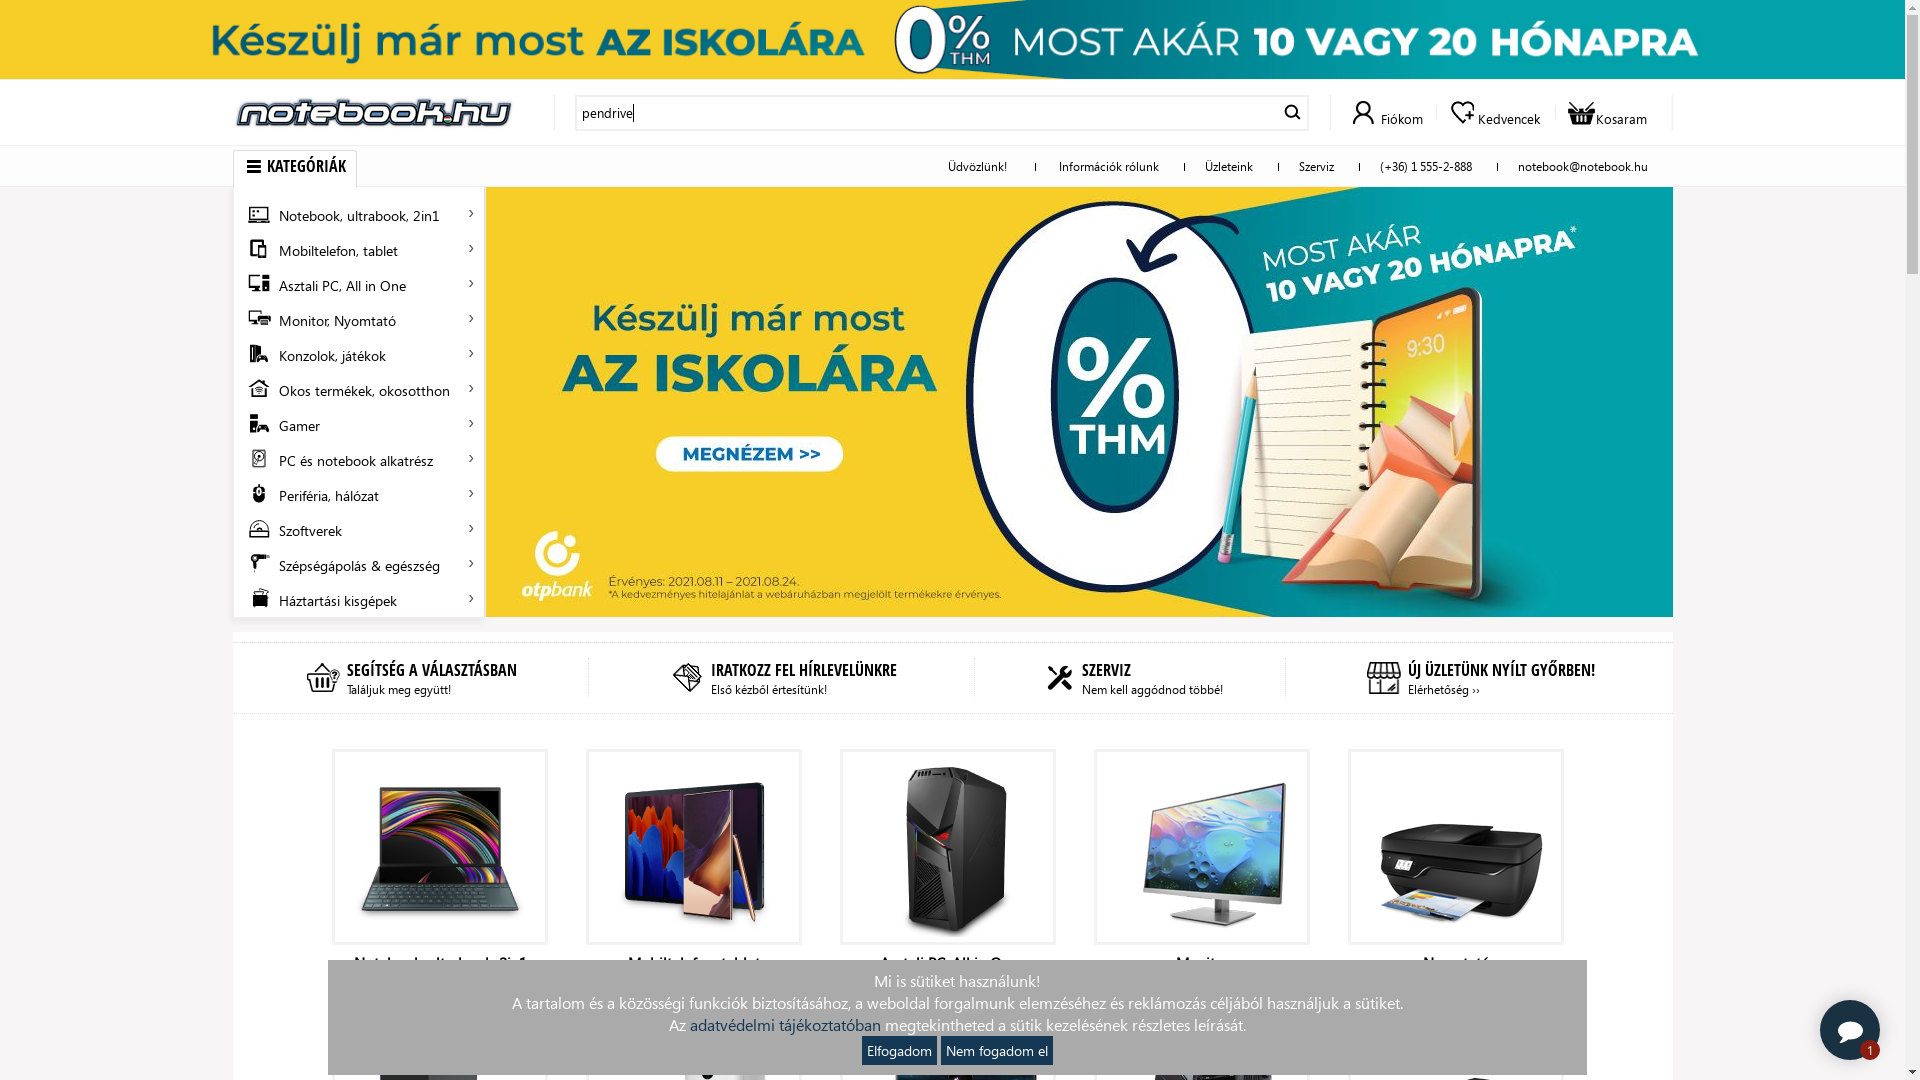 Készülj már most AZ ISKOLÁRA 0% THM MOST AKÁR 10 VAGY 20 HÓNAPRA
notebook.hu
pendrive
Fiókom
Kedvencek
Kosaram
KATEGÓRIÁK
Üdvözlünk!
Információk rólunk
Üzleteink
Szerviz
(+36) 1 555-2-888
notebook@notebook.hu
Notebook, ultrabook, 2in1
Mobiltelefon, tablet
Asztali PC, All in One
Monitor, Nyomtató
Konzolok, játékok
Okos termékek, okosotthon
Gamer
PC és notebook alkatrész
Periféria, hálózat
Szoftverek
Szépségápolás & egészség
Háztartási kisgépek
Készülj már most
AZ ISKOLÁRA
MEGNÉZEM >>
0% THM
MOST AKÁR
10 VAGY 20 HÓNAPRA*
9:30
otpbank
Érvényes: 2021.08.11 – 2021.08.24.
*A kedvezményes hitelajánlat a webáruházban megjelölt termékekre érvényes.
SEGÍTSÉG A VÁLASZTÁSBAN
Találjuk meg együtt!
IRATKOZZ FEL HÍRLEVELÜNKRE
Első kézből értesítünk!
SZERVIZ
Nem kell aggódnod többé!
ÚJ ÜZLETÜNK NYÍLT GYŐRBEN!
Elérhetőség ››
Mi is sütiket használunk!
A tartalom és a közösségi funkciók biztosításához, a weboldal forgalmunk elemzéséhez és reklámozás céljából használjuk a sütiket.
Az adatvédelmi tájékoztatóban megtekintheted a sütik kezelésének részletes leírását.
Elfogadom
Nem fogadom el
1